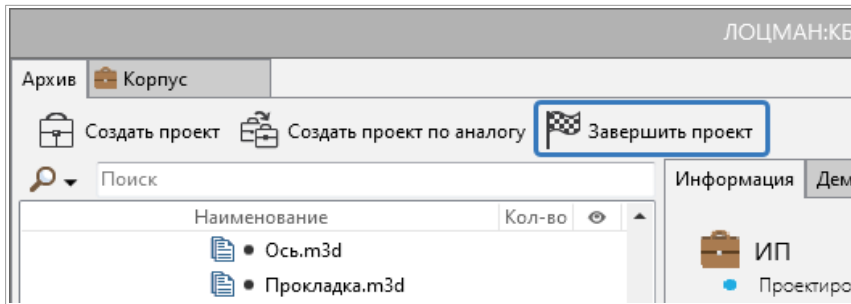 ЛОЦМАН:КБ
Архив Корпус
Создать проект Создать проект по аналогу Завершить проект
Поиск
Информация Дем
Наименование Кол-во
ИП
Ось.m3d
Проектиро
Прокладка.m3d